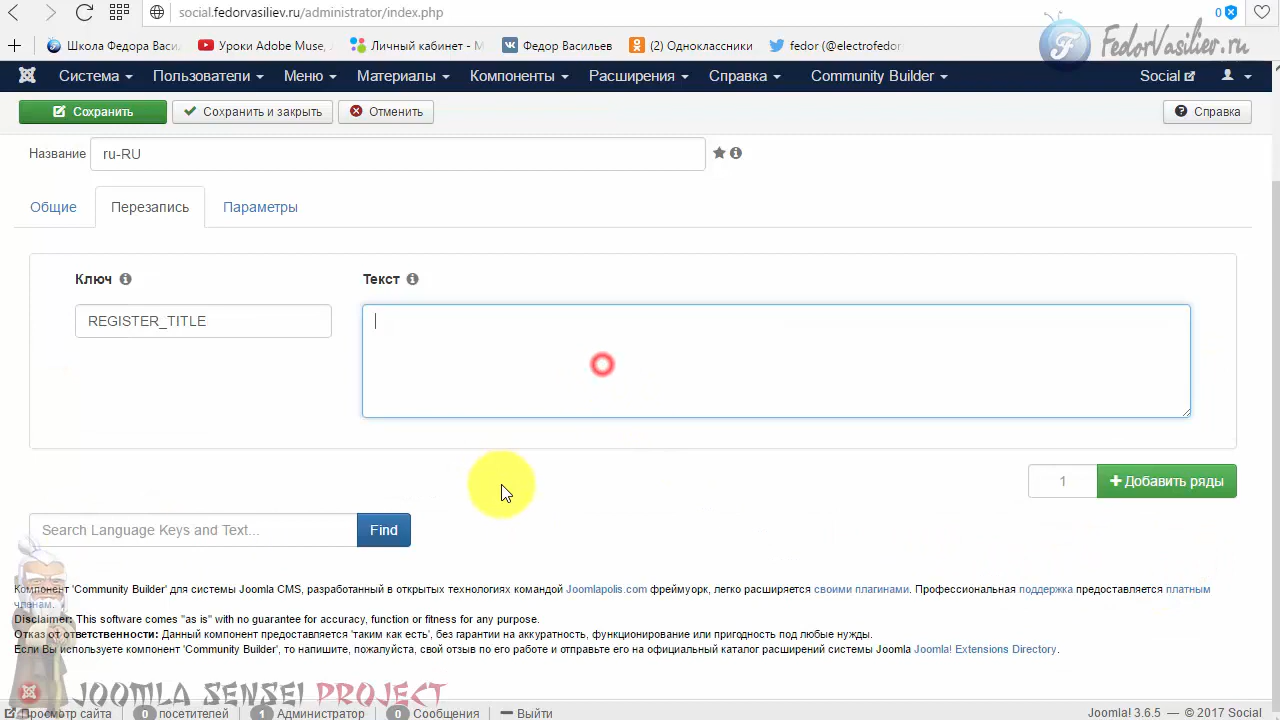 social.fedorvasiliev.ru/administrator/index.php
0
Школа Федора Васи
Уроки Adobe Muse,
Личный кабинет - М
Федор Васильев
(2) Одноклассники
fedor (@electrofedor
FedorVasiliev.ru
Система
Пользователи
Меню
Материалы
Компоненты
Расширения
Справка
Community Builder
Social
Сохранить
Сохранить и закрыть
Отменить
Справка
Название
ru-RU
Общие
Перезапись
Параметры
Ключ
Текст
REGISTER_TITLE
1
Добавить ряды
Search Language Keys and Text...
Find
Компонент 'Community Builder' для системы Joomla CMS, разработанный в открытых технологиях командой Joomlapolis.com фреймуорк, легко расширяется своими плагинами. Профессиональная поддержка предоставляется платным
членам.
Disclaimer: This software comes "as is" with no guarantee for accuracy, function or fitness for any purpose.
Отказ от ответственности: Данный компонент предоставляется 'таким как есть', без гарантии на аккуратность, функционирование или пригодность под любые нужды.
Если Вы используете компонент 'Community Builder', то напишите, пожалуйста, свой отзыв по его работе и отправьте его на официальный каталог расширений системы Joomla Joomla! Extensions Directory.
JOOMLA SENSEI PROJECT
Просмотр сайта
0 посетителей
1 Администратор
0 Сообщения
Выйти
Joomla! 3.6.5 — © 2017 Social